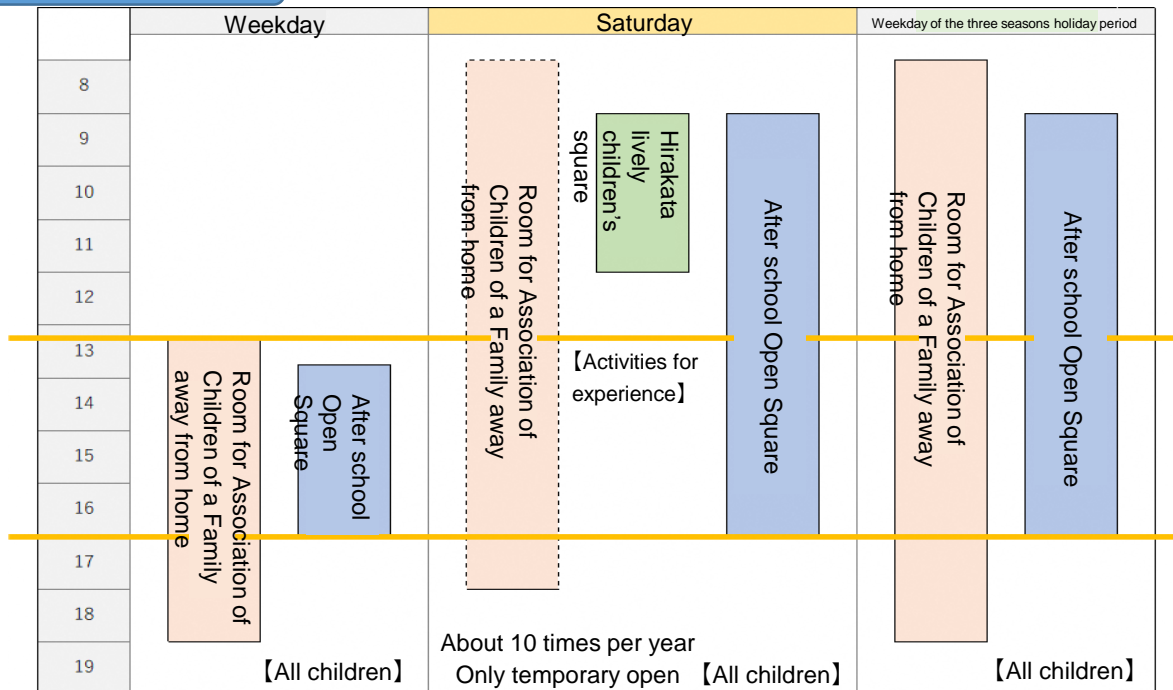 Weekday
Saturday
Weekday of the three seasons holiday period
8
9
10
11
12
13
14
15
16
17
18
19
Room for Association of
Children of a Family
away from home
After school
Open
Square
【All children】
Room for Association of
Children of a Family away
from home
Hirakata
lively
children's
square
After school Open Square
【Activities for
experience】
About 10 times per year
Only temporary open
【All children】
Room for Association of
Children of a Family away
from home
After school Open Square
【All children】